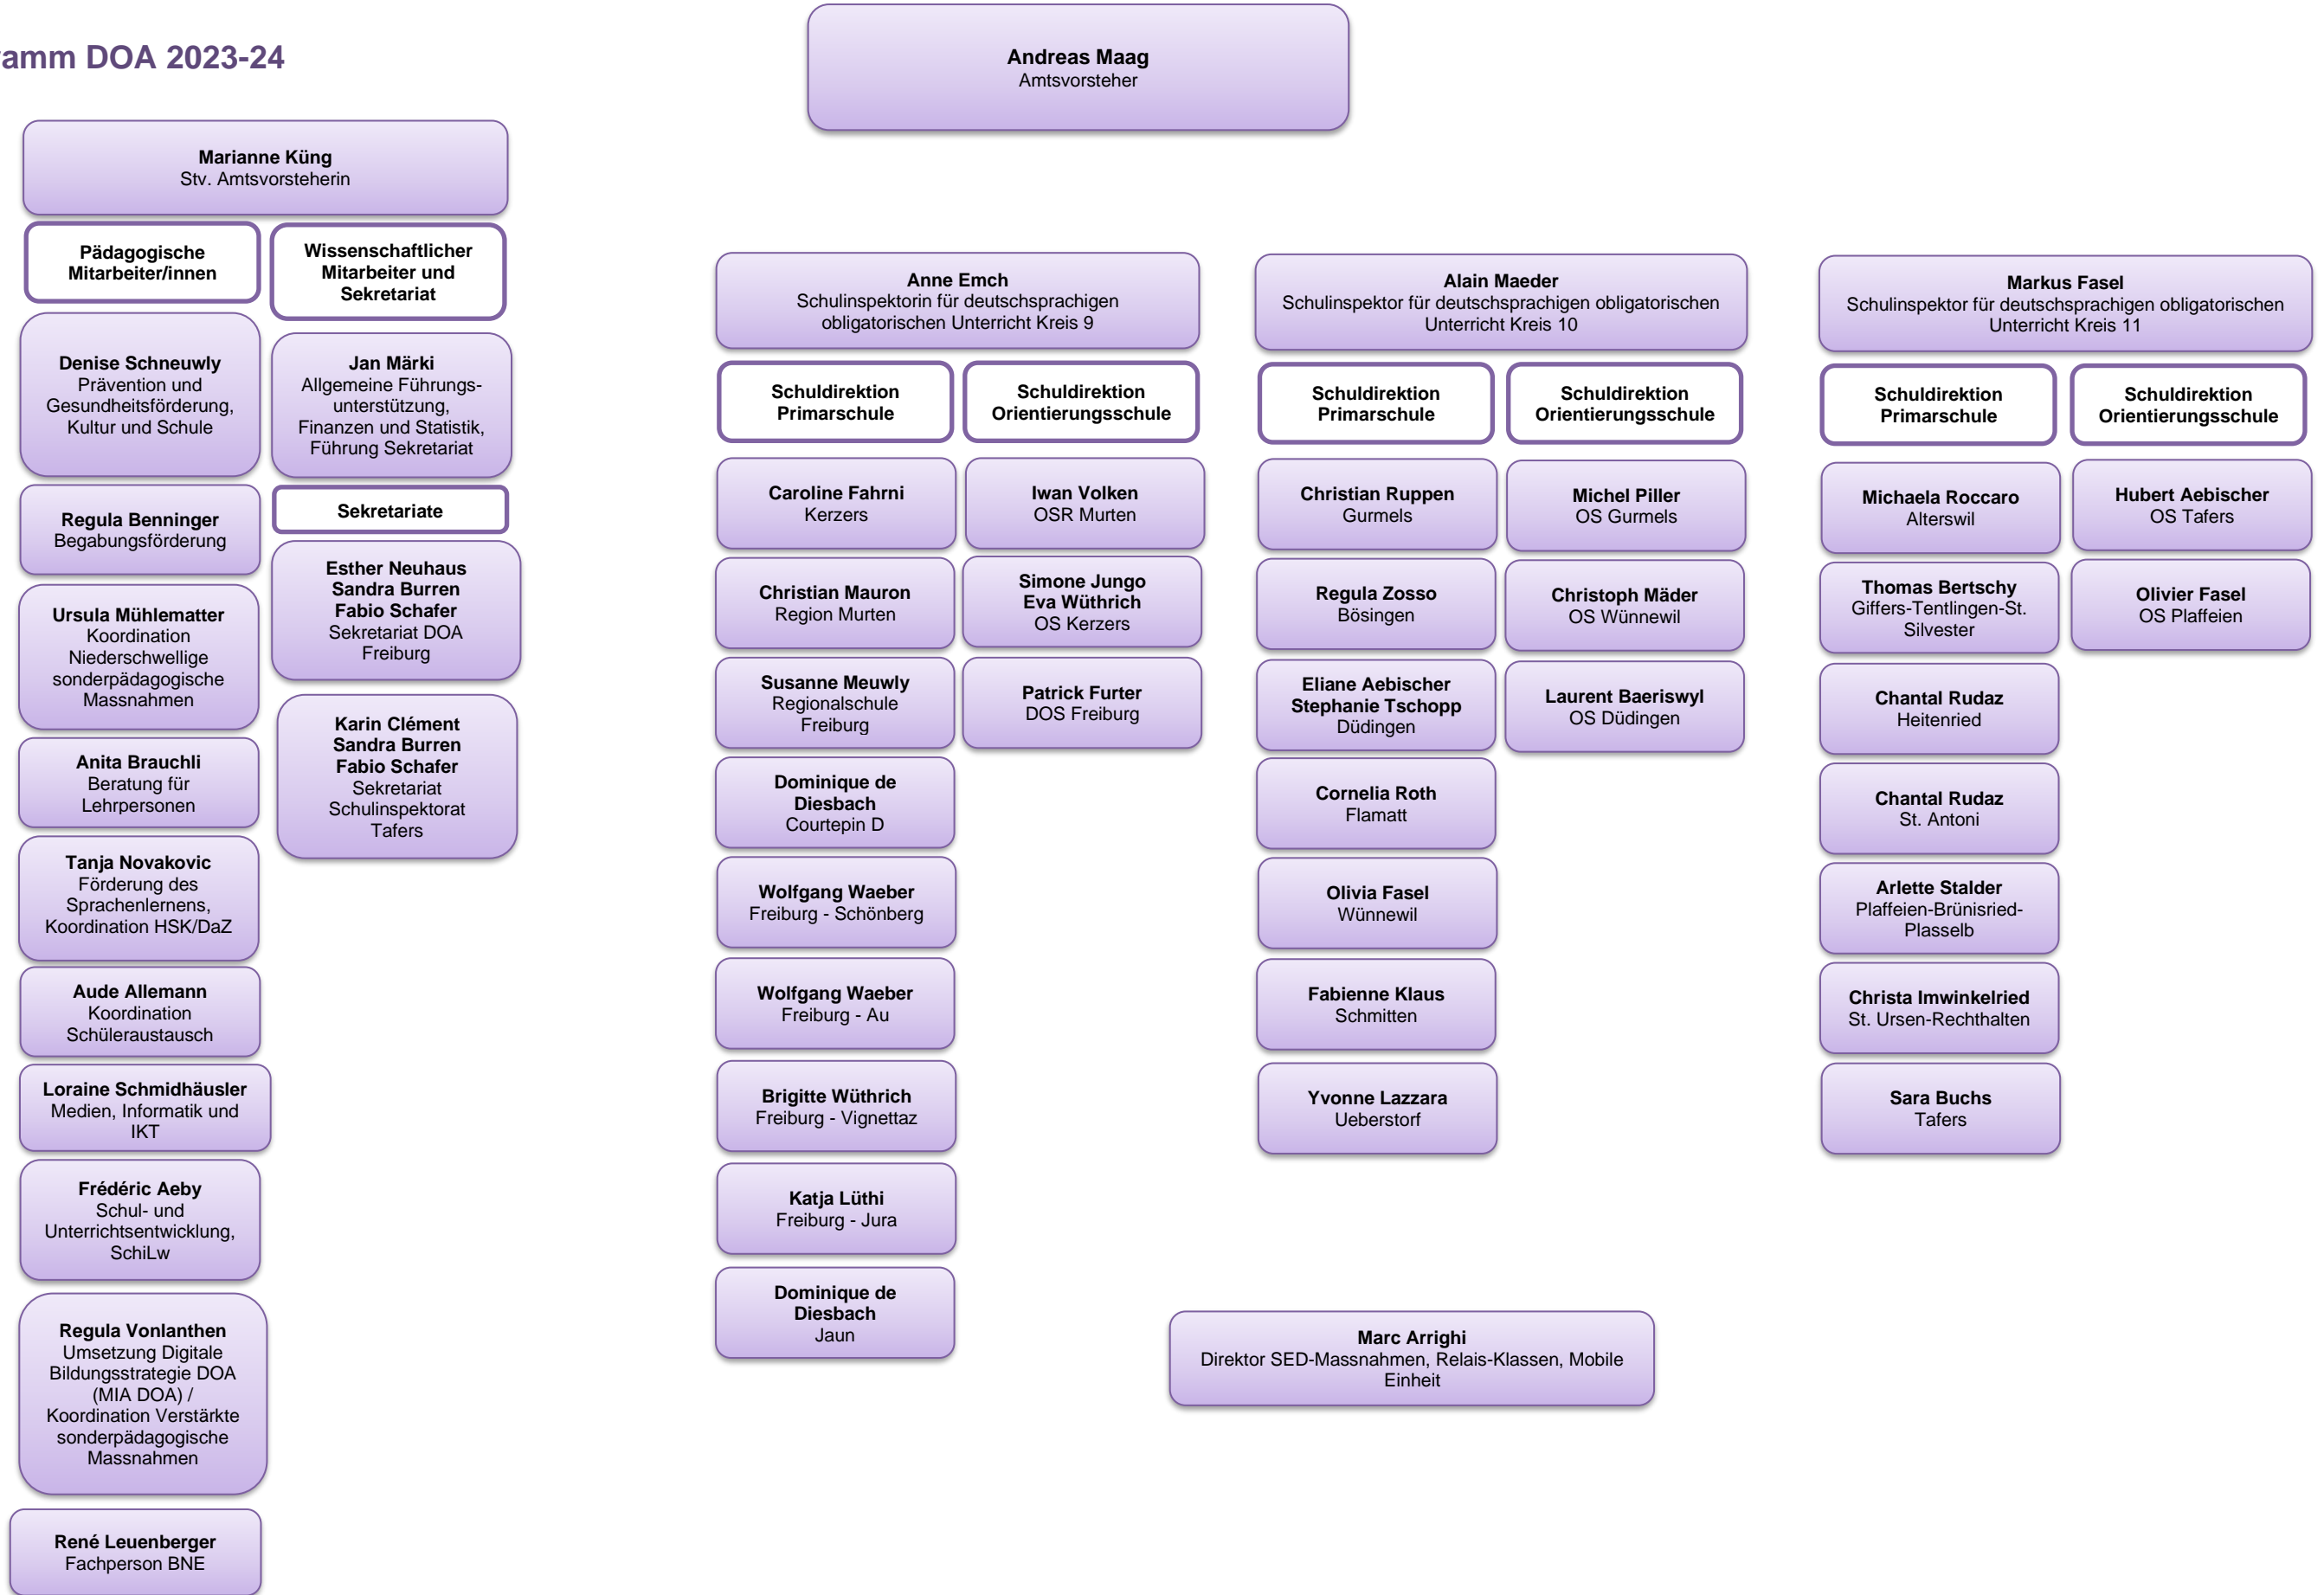 ramm DOA 2023-24
Andreas Maag
Amtsvorsteher
Marianne Küng
Stv. Amtsvorsteherin
Pädagogische
Mitarbeiter/innen
Denise Schneuwly
Prävention und
Gesundheitsförderung,
Kultur und Schule
Regula Benninger
Begabungsförderung
Ursula Mühlematter
Koordination
Niederschwellige
sonderpädagogische
Massnahmen
Anita Brauchli
Beratung für
Lehrpersonen
Tanja Novakovic
Förderung des
Sprachenlernens,
Koordination HSK/DaZ
Aude Allemann
Koordination
Schüleraustausch
Loraine Schmidhäusler
Medien, Informatik und
IKT
Frédéric Aeby
Schul- und
Unterrichtsentwicklung,
SchiLw
Regula Vonlanthen
Umsetzung Digitale
Bildungsstrategie DOA
(MIA DOA) /
Koordination Verstärkte
sonderpädagogische
Massnahmen
René Leuenberger
Fachperson BNE
Wissenschaftlicher
Mitarbeiter und
Sekretariat
Jan Märki
Allgemeine Führungs-
unterstützung,
Finanzen und Statistik,
Führung Sekretariat
Sekretariate
Esther Neuhaus
Sandra Burren
Fabio Schafer
Sekretariat DOA
Freiburg
Karin Clément
Sandra Burren
Fabio Schafer
Sekretariat
Schulinspektorat
Tafers
Anne Emch
Schulinspektorin für deutschsprachigen
obligatorischen Unterricht Kreis 9
Schuldirektion
Primarschule
Caroline Fahrni
Kerzers
Christian Mauron
Region Murten
Susanne Meuwly
Regionalschule
Freiburg
Dominique de
Diesbach
Courtepin D
Wolfgang Waeber
Freiburg - Schönberg
Wolfgang Waeber
Freiburg - Au
Brigitte Wüthrich
Freiburg - Vignettaz
Katja Lüthi
Freiburg - Jura
Dominique de
Diesbach
Jaun
Schuldirektion
Orientierungsschule
Iwan Volken
OSR Murten
Simone Jungo
Eva Wüthrich
OS Kerzers
Patrick Furter
DOS Freiburg
Alain Maeder
Schulinspektor für deutschsprachigen obligatorischen
Unterricht Kreis 10
Schuldirektion
Primarschule
Christian Ruppen
Gurmels
Regula Zosso
Bösingen
Eliane Aebischer
Stephanie Tschopp
Düdingen
Cornelia Roth
Flamatt
Olivia Fasel
Wünnewil
Fabienne Klaus
Schmitten
Yvonne Lazzara
Ueberstorf
Schuldirektion
Orientierungsschule
Michel Piller
OS Gurmels
Christoph Mäder
OS Wünnewil
Laurent Baeriswyl
OS Düdingen
Markus Fasel
Schulinspektor für deutschsprachigen obligatorischen
Unterricht Kreis 11
Schuldirektion
Primarschule
Michaela Roccaro
Alterswil
Thomas Bertschy
Giffers-Tentlingen-St.
Silvester
Chantal Rudaz
Heitenried
Chantal Rudaz
St. Antoni
Arlette Stalder
Plaffeien-Brünisried-
Plasselb
Christa Imwinkelried
St. Ursen-Rechthalten
Sara Buchs
Tafers
Schuldirektion
Orientierungsschule
Hubert Aebischer
OS Tafers
Olivier Fasel
OS Plaffeien
Marc Arrighi
Direktor SED-Massnahmen, Relais-Klassen, Mobile
Einheit